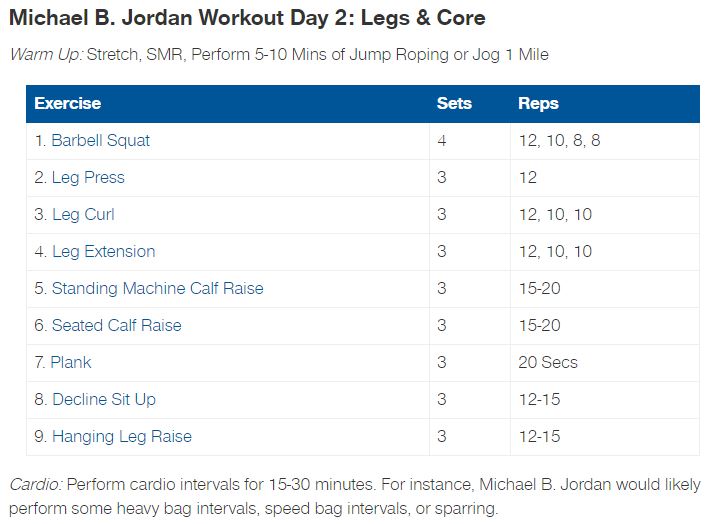 Michael B. Jordan Workout Day 2: Legs & Core
Warm Up: Stretch, SMR, Perform 5-10 Mins of Jump Roping or Jog 1 Mile
Exercise Sets Reps
1. Barbell Squat 4 12, 10, 8, 8
2. Leg Press 3 12
3. Leg Curl 3 12, 10, 10
4. Leg Extension 3 12, 10, 10
5. Standing Machine Calf Raise 3 15-20
6. Seated Calf Raise 3 15-20
7. Plank 3 20 Secs
8. Decline Sit Up 3 12-15
9. Hanging Leg Raise 3 12-15
Cardio: Perform cardio intervals for 15-30 minutes. For instance, Michael B. Jordan would likely
perform some heavy bag intervals, speed bag intervals, or sparring.